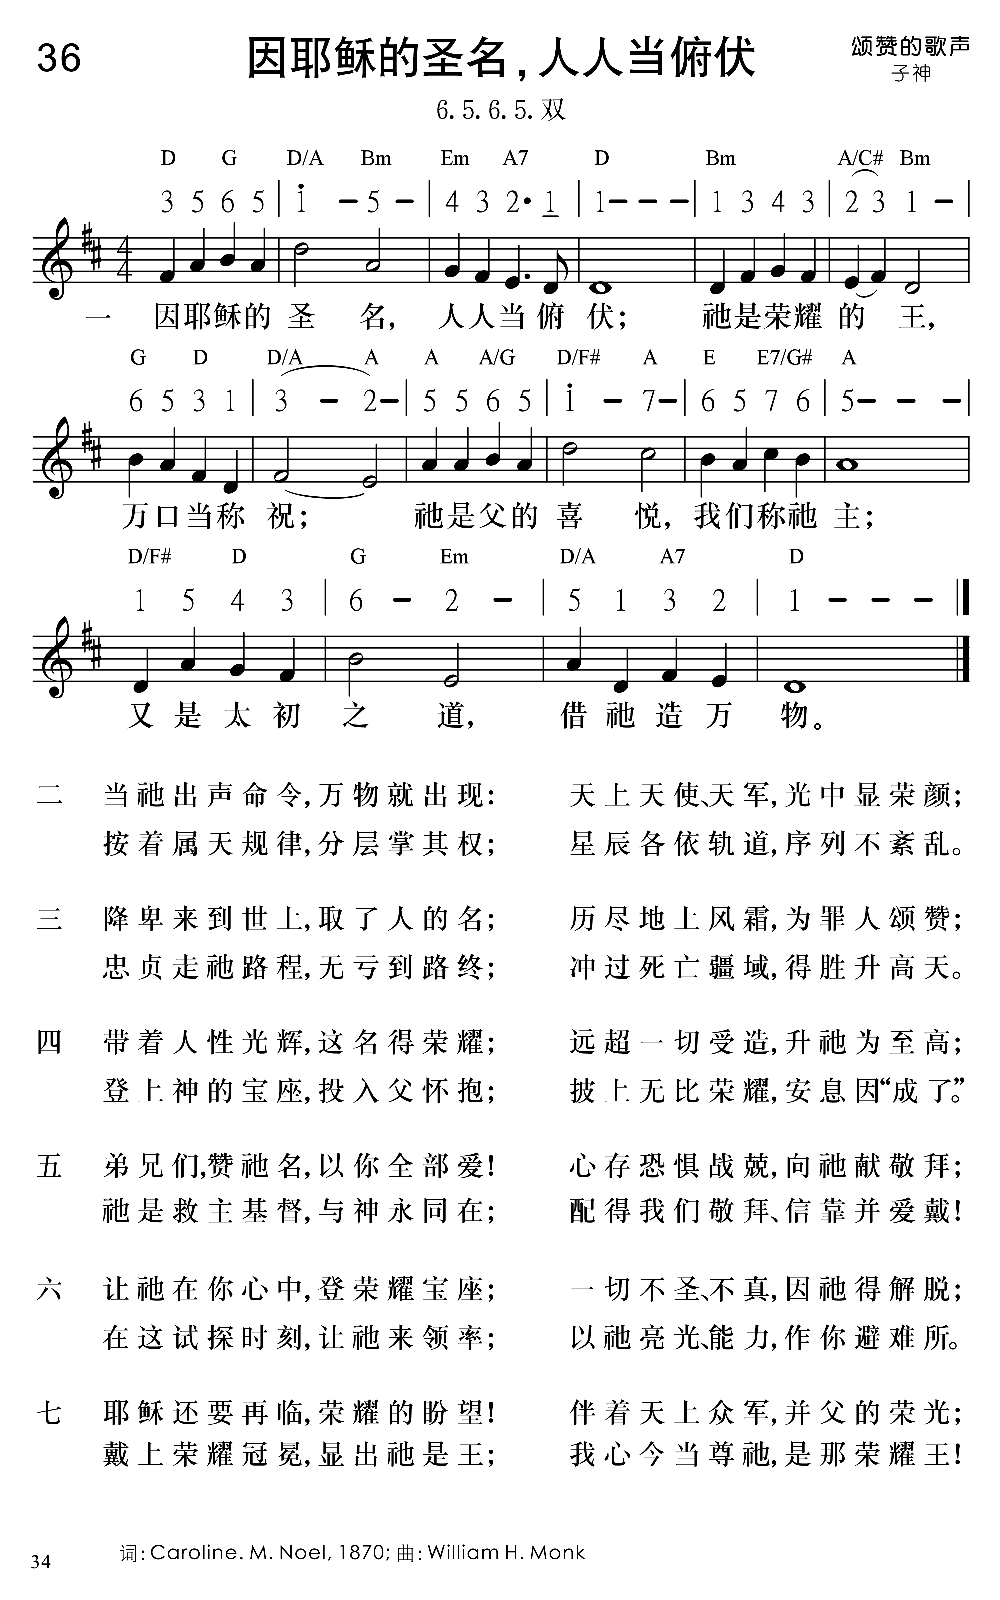 36 因耶稣的圣名，人人当俯伏 颂赞的歌声
子神
6.5.6.5.双
D G D/A Bm Em A7 D Bm A/C# Bm
3 5 6 5 | 1 – 5 – | 4 3 2· 1 | 1 – – – | 1 3 4 3 | 2 3 1 – |
4
4
一 因耶稣的 圣 名， 人人当俯 伏； 祂是荣耀 的 王，
G D D/A A A A/G D/F# A E E7/G# A
6 5 3 1 | 3 – 2 – | 5 5 6 5 | 1 – 7 – | 6 5 7 6 | 5 – – – |
万口当称 祝； 祂是父的 喜 悦，我们称祂 主；
D/F# D G Em D/A A7 D
1 5 4 3 | 6 – 2 – | 5 1 3 2 | 1 – – –
又是太初 之 道， 借祂造万 物。
二 当祂出声命令，万物就出现： 天上天使、天军，光中显荣颜；
按着属天规律，分层掌其权； 星辰各依轨道，序列不紊乱。
三 降卑来到世上，取了人的名； 历尽地上风霜，为罪人颂赞；
忠贞走祂路程，无亏到路终； 冲过死亡疆域，得胜升高天。
四 带着人性光辉，这名得荣耀； 远超一切受造，升祂为至高；
登上神的宝座，投入父怀抱； 披上无比荣耀，安息因“成了。”
五 弟兄们，赞祂名，以你全部爱！ 心存恐惧战兢，向祂献敬拜；
祂是救主基督，与神永同在； 配得我们敬拜、信靠并爱戴！
六 让祂在你心中，登荣耀宝座； 一切不圣、不真，因祂得解脱；
在这试探时刻，让祂来领率； 以祂亮光、能力，作你避难所。
七 耶稣还要再临，荣耀的盼望！ 伴着天上众军，并父的荣光；
戴上荣耀冠冕，显出祂是王； 我心今当尊祂，是那荣耀王！
34 词: Caroline. M. Noel, 1870; 曲: William H. Monk